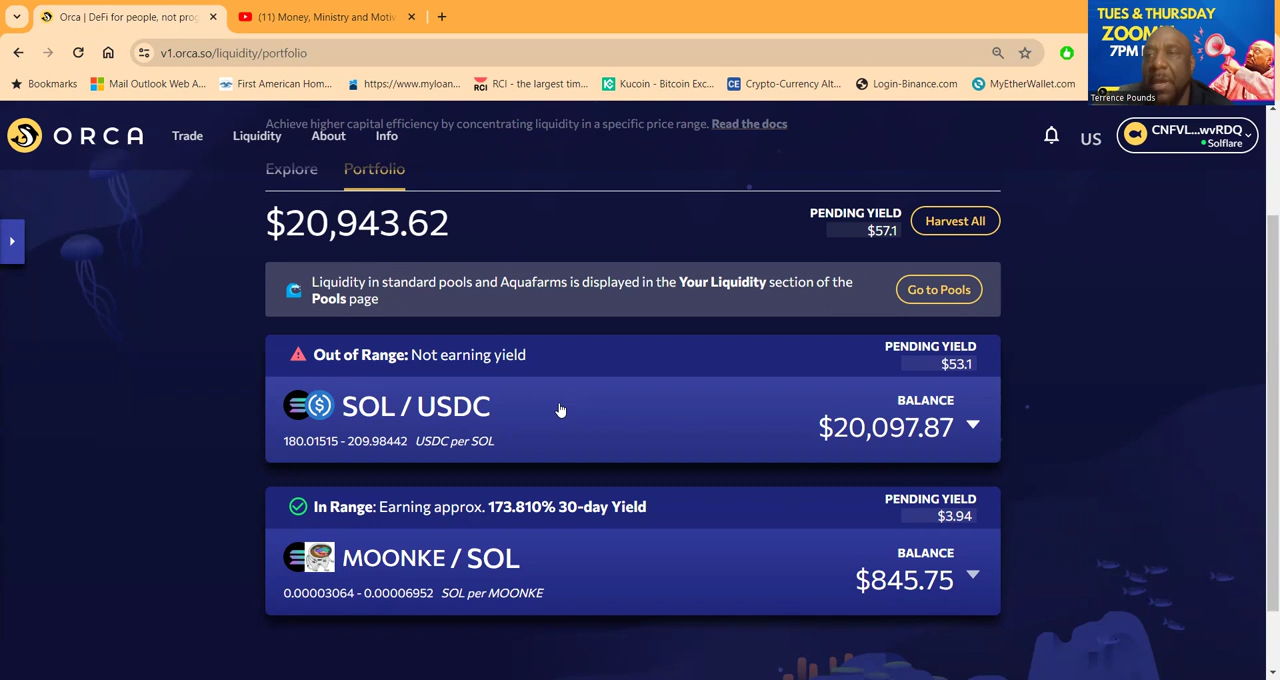 Orca | DeFi for people, not prog
(11) Money, Ministry and Motiv
v1.orca.so/liquidity/portfolio
Bookmarks
Mail Outlook Web A...
First American Hom...
https://www.myloan...
RCI
RCI - the largest tim...
Kucoin - Bitcoin Exc...
CE
Crypto-Currency Alt...
Login-Binance.com
MyEtherWallet.com
TUES & THURSDAY
ZOOM
7PM
Terrence Pounds
ORCA
Trade
Liquidity
About
Info
US
CNFVL...wvRDQ
Solflare
Achieve higher capital efficiency by concentrating liquidity in a specific price range. Read the docs
Explore
Portfolio
$20,943.62
PENDING YIELD
$57.1
Harvest All
Liquidity in standard pools and Aquafarms is displayed in the Your Liquidity section of the
Pools page
Go to Pools
Out of Range: Not earning yield
PENDING YIELD
$53.1
SOL / USDC
180.01515 - 209.98442 USDC per SOL
BALANCE
$20,097.87
In Range: Earning approx. 173.810% 30-day Yield
PENDING YIELD
$3.94
MOONKE / SOL
0.00003064 - 0.00006952 SOL per MOONKE
BALANCE
$845.75